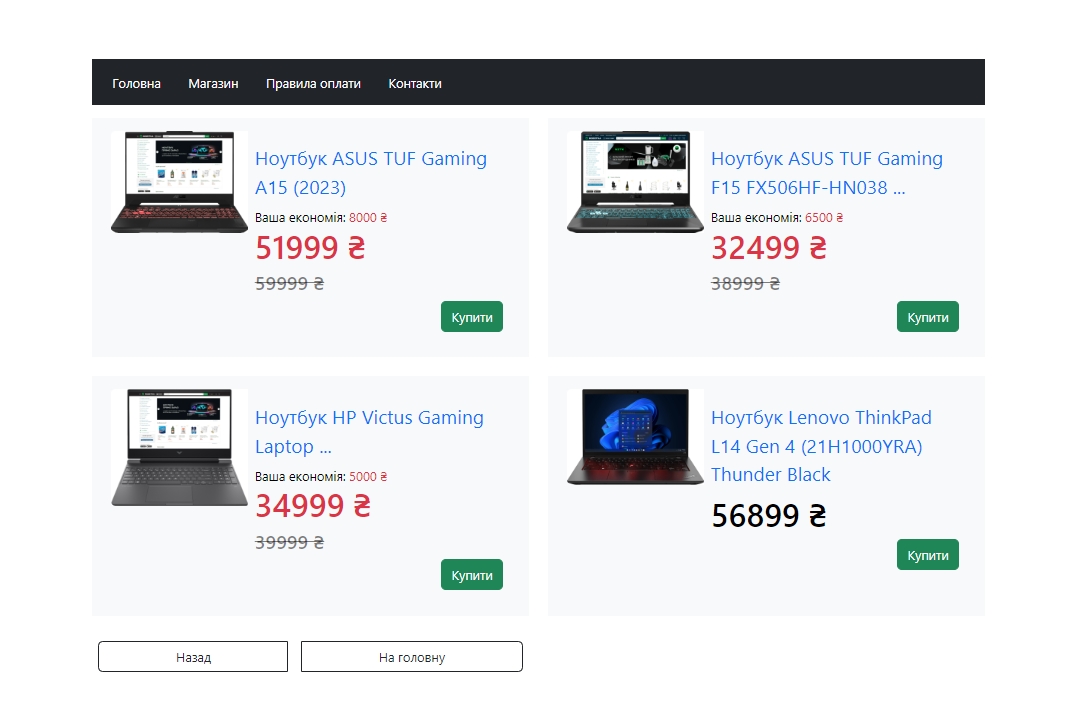 Головна Магазин Правила оплати Контакти
Ноутбук ASUS TUF Gaming
A15 (2023)
Ваша економія: 8000 ₴
51999 ₴
59999 ₴
Купити
Ноутбук ASUS TUF Gaming
F15 FX506HF-HN038 ...
Ваша економія: 6500 ₴
32499 ₴
38999 ₴
Купити
Ноутбук HP Victus Gaming
Laptop ...
Ваша економія: 5000 ₴
34999 ₴
39999 ₴
Купити
Ноутбук Lenovo ThinkPad
L14 Gen 4 (21H1000YRA)
Thunder Black
56899 ₴
Купити
Назад
На головну